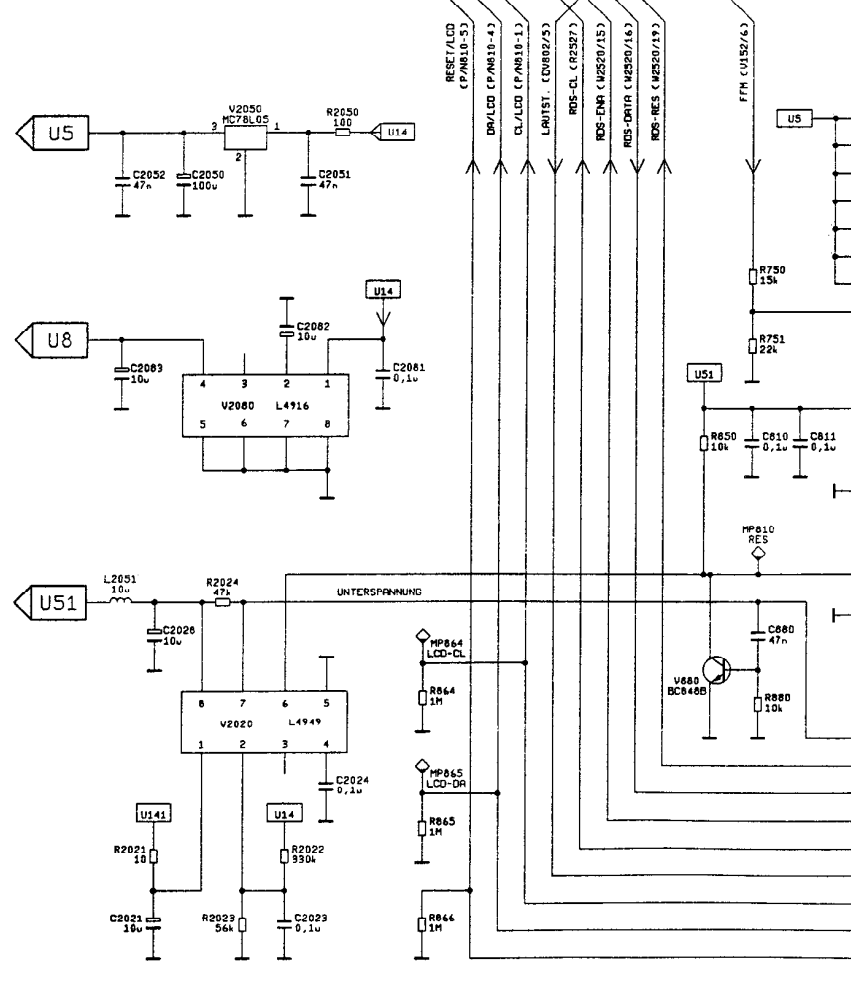 RESET/LCD
(P/N810-5)
DA/LCD (P/N810-4)
CL/LCD (P/N810-1)
LAUTST. (CV802/5)
RDS-CL (R2527)
RDS-ENA (W2520/15)
RDS-DATA (W2520/16)
RDS-RES (W2520/19)
FFM (V152/6)
U5
V2050
MC78L05
3
1
2
R2050
100
U14
C2052
47n
C2050
100u
C2051
47n
U5
R750
15k
R751
22k
U14
U8
C2082
10u
C2083
10u
C2081
0,1u
4 3 2 1
V2080 L4916
5 6 7 8
U51
R850
10k
C810
0,1u
C811
0,1u
MP810
RES
U51
L2051
10u
R2024
47k
UNTERSPANNUNG
C2026
10u
MP864
LCD-CL
R864
1M
C880
47n
V880
BC848B
R880
10k
8 7 6 5
V2020 L4949
1 2 3 4
C2024
0,1u
MP865
LCD-DA
R865
1M
U141
U14
R2021
10
R2022
330k
C2021
10u
R2023
56k
C2023
0,1u
R866
1M